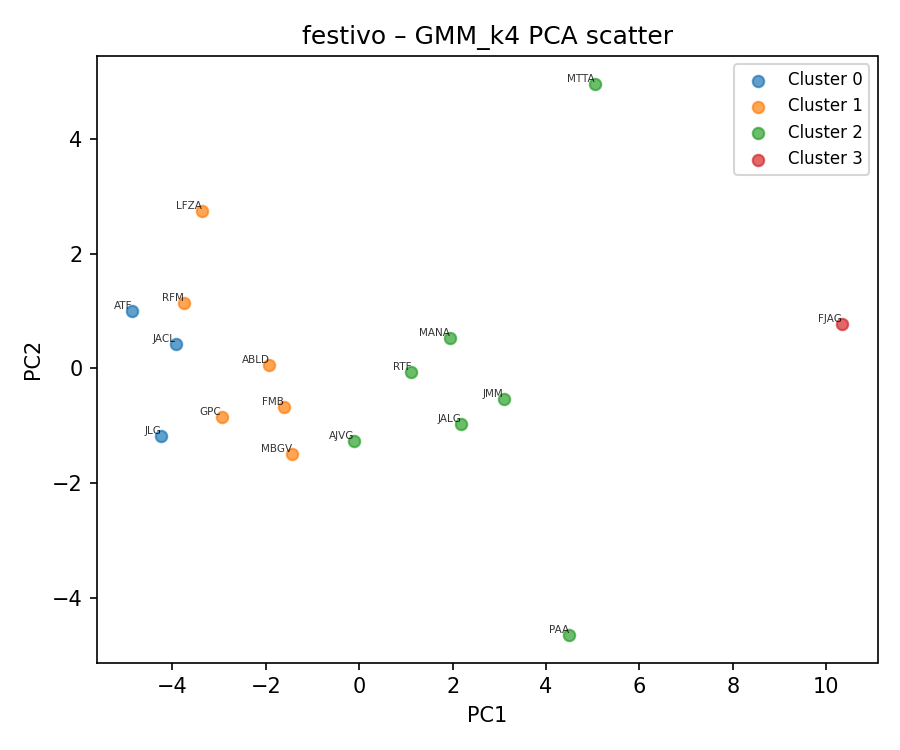 festivo – GMM_k4 PCA scatter
Cluster 0
Cluster 1
Cluster 2
Cluster 3
MTTA
LFZA
RFM
ATF
JACL
FJAG
MANA
ABLD
RTF
JMM
FMB
GPC
JALG
JLG
AJVG
MBGV
PAA
4
2
0
−2
−4
PC2
−4 −2 0 2 4 6 8 10
PC1